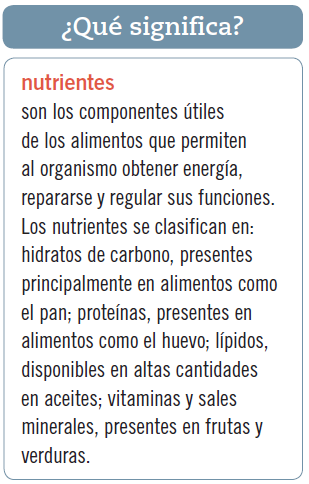 ¿Qué significa?
nutrientes
son los componentes útiles
de los alimentos que permiten
al organismo obtener energía,
repararse y regular sus funciones.
Los nutrientes se clasifican en:
hidratos de carbono, presentes
principalmente en alimentos como
el pan; proteínas, presentes en
alimentos como el huevo; lípidos,
disponibles en altas cantidades
en aceites; vitaminas y sales
minerales, presentes en frutas y
verduras.